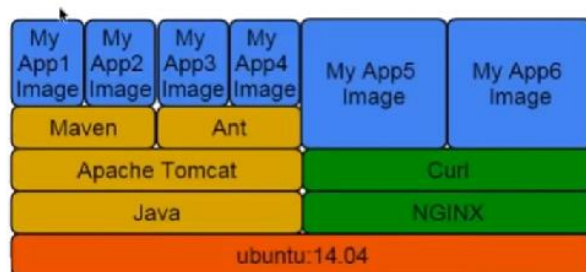 My
App1
Image
My
App2
Image
My
App3
Image
My
App4
Image
My App5
Image
My App6
Image
Maven
Ant
Apache Tomcat
Curl
Java
NGINX
ubuntu:14.04